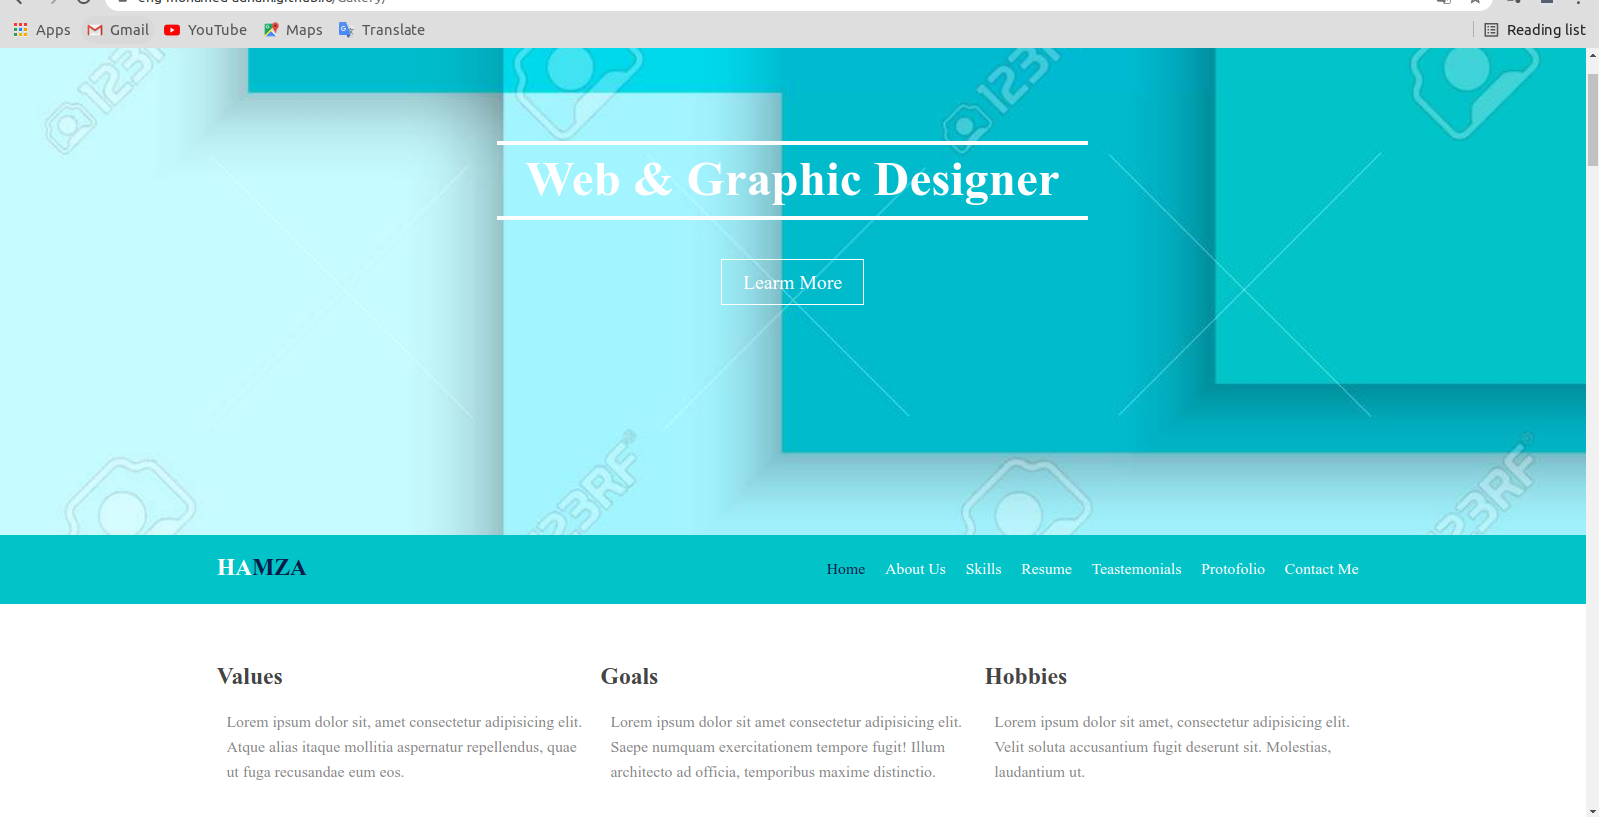 Apps Gmail YouTube Maps Translate Reading list
123RF 123RF
Web & Graphic Designer
Learn More
123RF® 123RF®
HAMZA Home About Us Skills Resume Teastemonials Protofolio Contact Me
Values Goals Hobbies
Lorem ipsum dolor sit, amet consectetur adipisicing elit.
Atque alias itaque mollitia aspernatur repellendus, quae
ut fuga recusandae eum eos.
Lorem ipsum dolor sit amet consectetur adipisicing elit.
Saepe numquam exercitationem tempore fugit! Illum
architecto ad officia, temporibus maxime distinctio.
Lorem ipsum dolor sit amet, consectetur adipisicing elit.
Velit soluta accusantium fugit deserunt sit. Molestias,
laudantium ut.